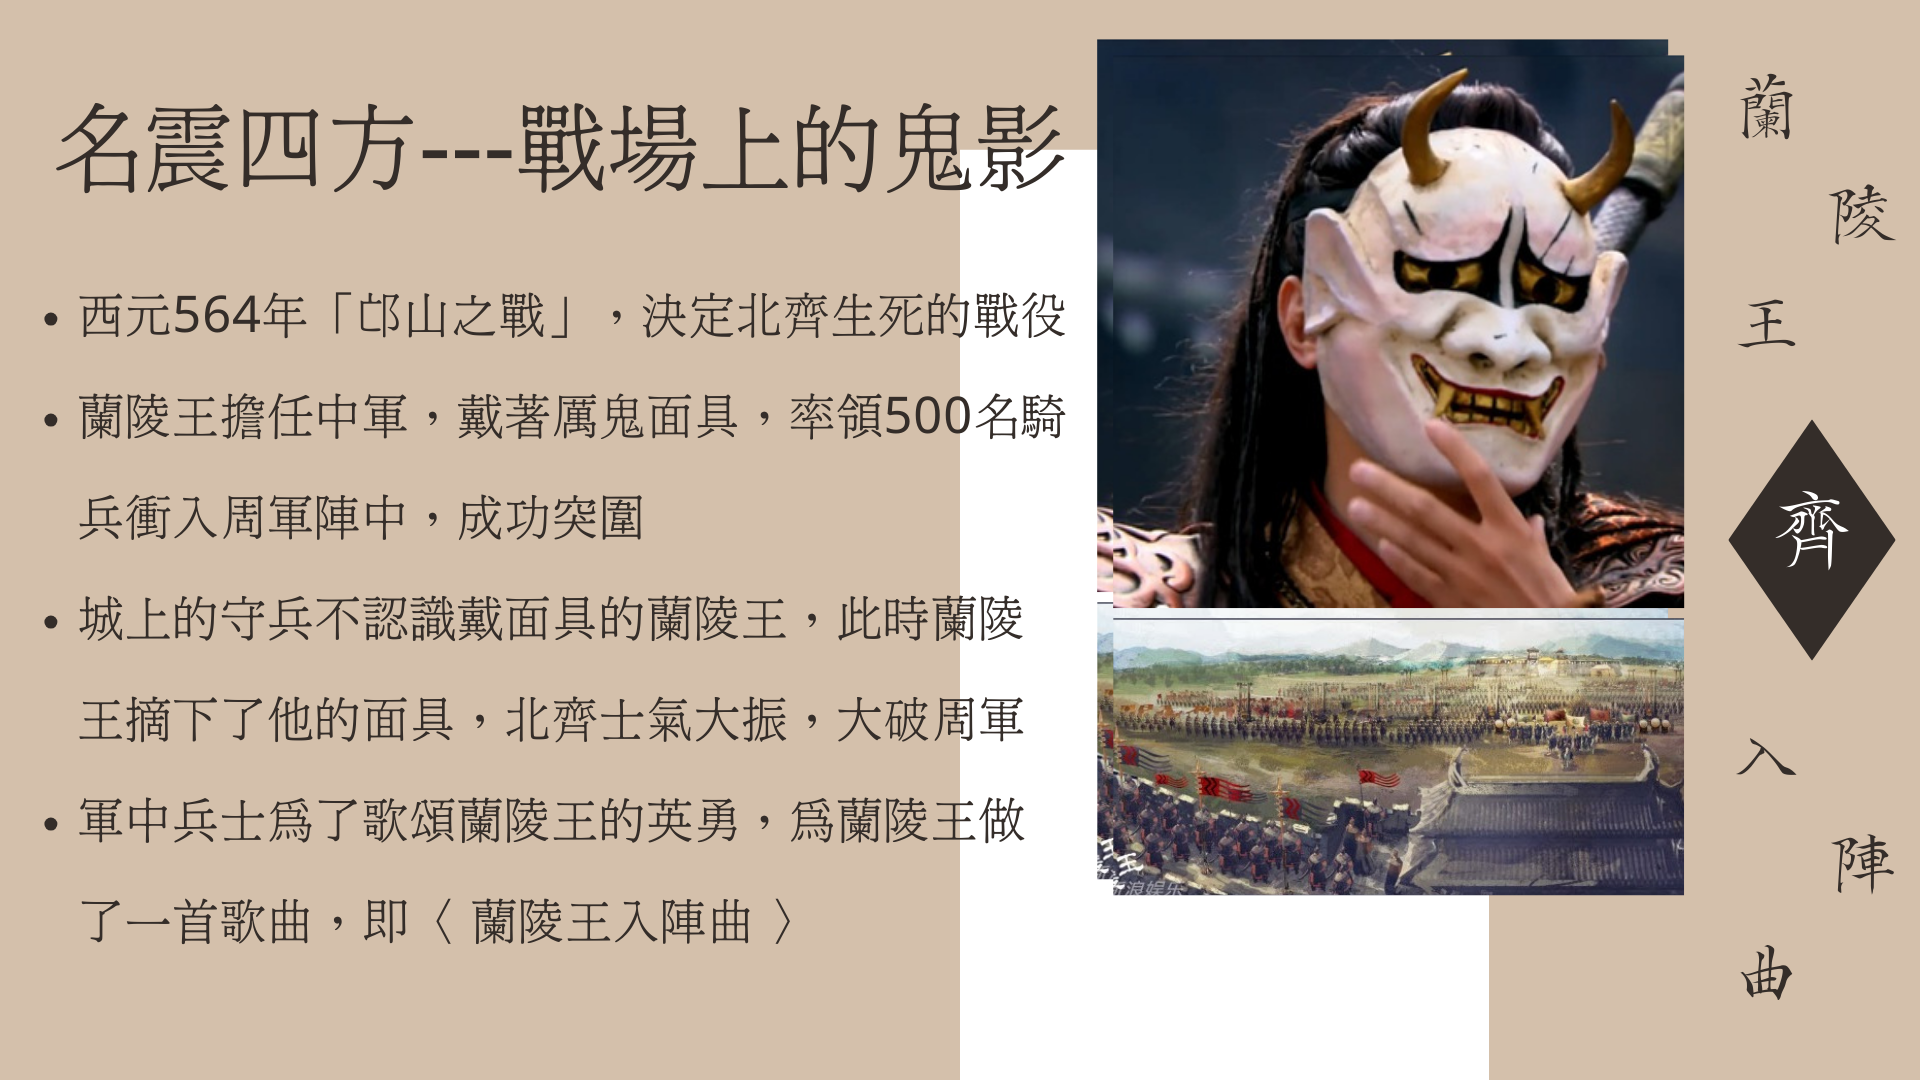 名震四方---戰場上的鬼影
• 西元564年「邙山之戰」，決定北齊生死的戰役
• 蘭陵王擔任中軍，戴著厲鬼面具，率領500名騎
兵衝入周軍陣中，成功突圍
• 城上的守兵不認識戴面具的蘭陵王，此時蘭陵
王摘下了他的面具，北齊士氣大振，大破周軍
• 軍中兵士爲了歌頌蘭陵王的英勇，爲蘭陵王做
了一首歌曲，即〈 蘭陵王入陣曲 〉
蘭
陵
王
齊
入
陣
曲